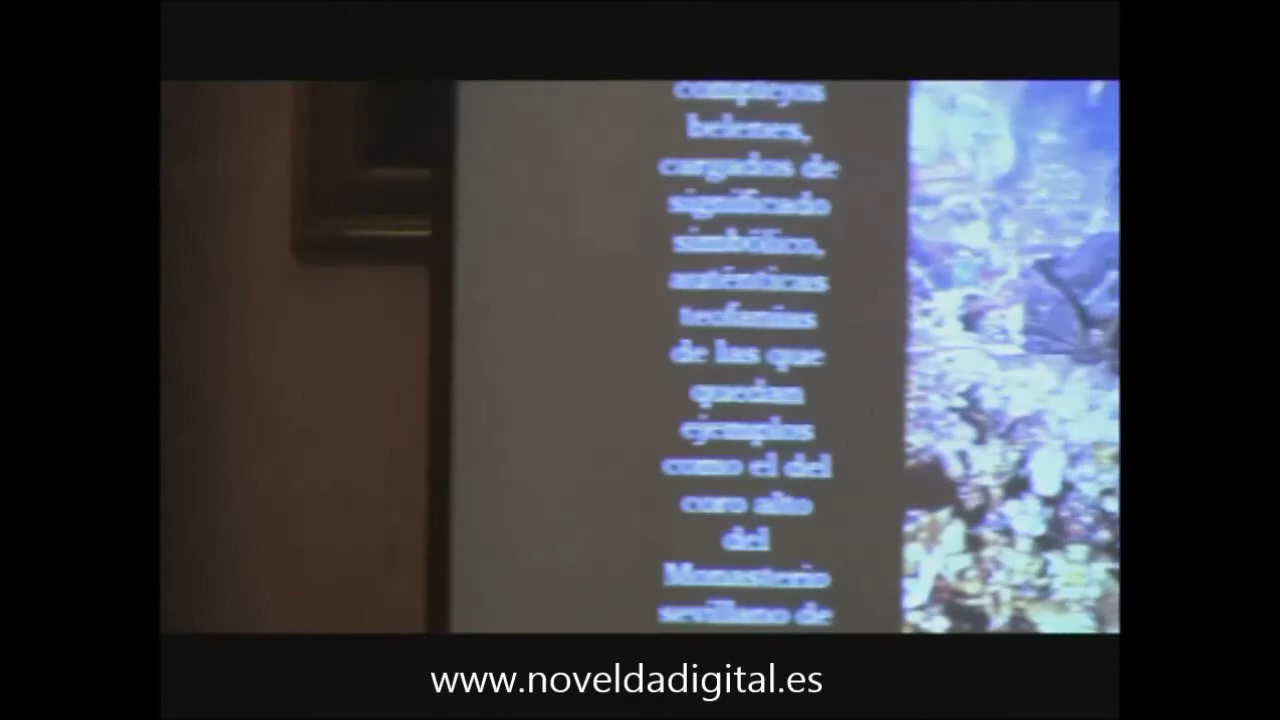 complejos
belenes,
cargados de
significado
simbólico,
auténticas
teofanías
de las que
quedan
ejemplos
como el del
coro alto
del
Monasterio
sevillano de
www.noveldadigital.es